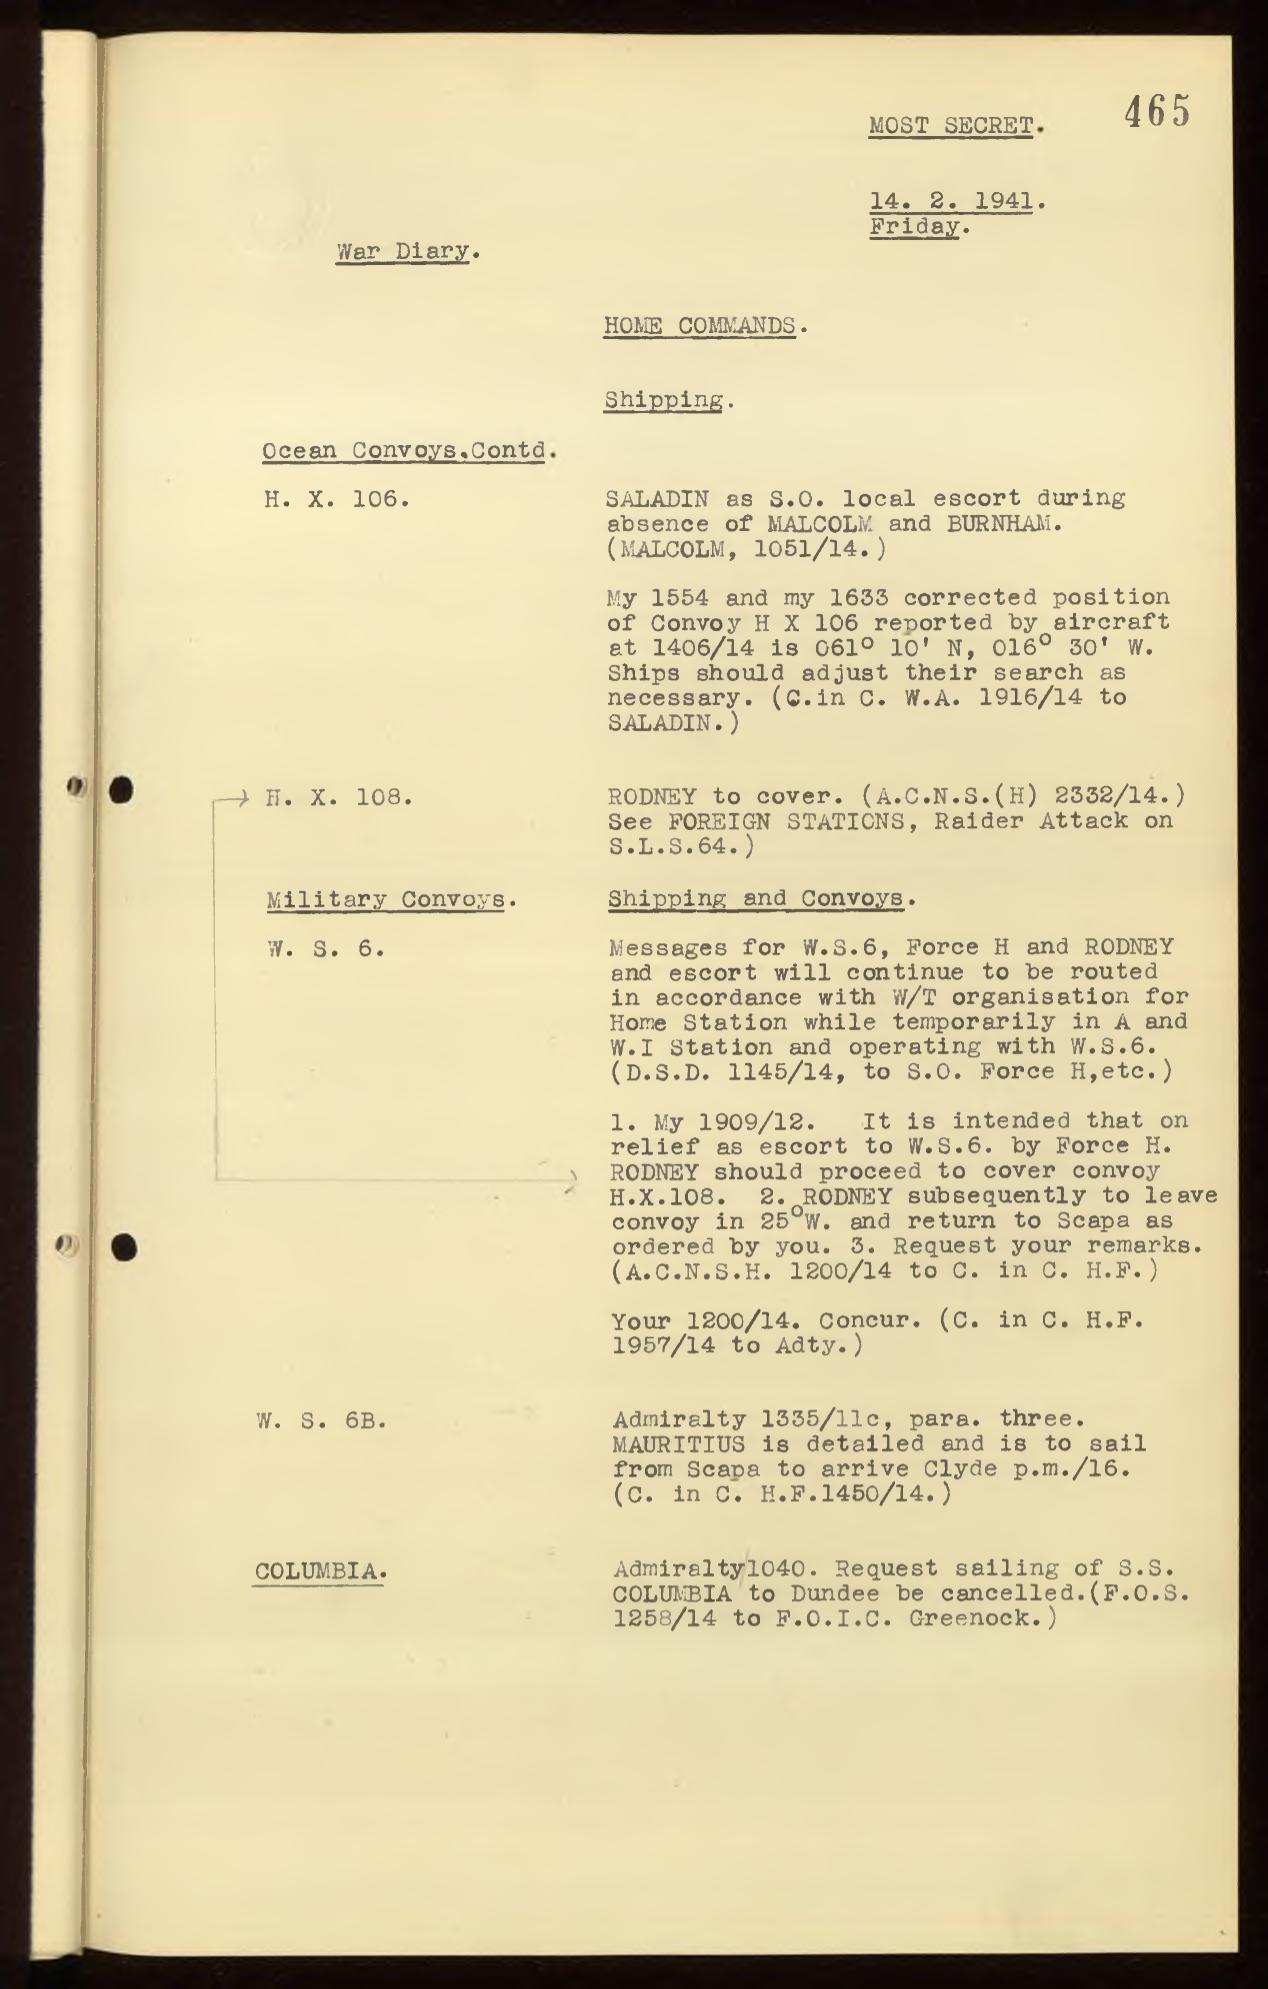 465
MOST SECRET.
14. 2. 1941.
Friday.
War Diary.
HOME COMMANDS.
Shipping.
Ocean Convoys.Contd.
H. X. 106.
SALADIN as S.O. local escort during
absence of MALCOLM and BURNHAM.
(MALCOLM, 1051/14.)
My 1554 and my 1633 corrected position
of Convoy H X 106 reported by aircraft
at 1406/14 is 061° 10' N, 016° 30' W.
Ships should adjust their search as
necessary. (C.in C. W.A. 1916/14 to
SALADIN.)
H. X. 108.
RODNEY to cover. (A.C.N.S.(H) 2332/14.)
See FOREIGN STATIONS, Raider Attack on
S.L.S.64.)
Military Convoys.
Shipping and Convoys.
W. S. 6.
Messages for W.S.6, Force H and RODNEY
and escort will continue to be routed
in accordance with W/T organisation for
Home Station while temporarily in A and
W.I Station and operating with W.S.6.
(D.S.D. 1145/14, to S.O. Force H,etc.)
1. My 1909/12. It is intended that on
relief as escort to W.S.6. by Force H.
RODNEY should proceed to cover convoy
H.X.108. 2. RODNEY subsequently to leave
convoy in 25°W. and return to Scapa as
ordered by you. 3. Request your remarks.
(A.C.N.S.H. 1200/14 to C. in C. H.F.)
Your 1200/14. Concur. (C. in C. H.F.
1957/14 to Adty.)
W. S. 6B.
Admiralty 1335/11c, para. three.
MAURITIUS is detailed and is to sail
from Scapa to arrive Clyde p.m./16.
(C. in C. H.F.1450/14.)
COLUMBIA.
Admiralty/1040. Request sailing of S.S.
COLUMBIA to Dundee be cancelled.(F.O.S.
1258/14 to F.O.I.C. Greenock.)